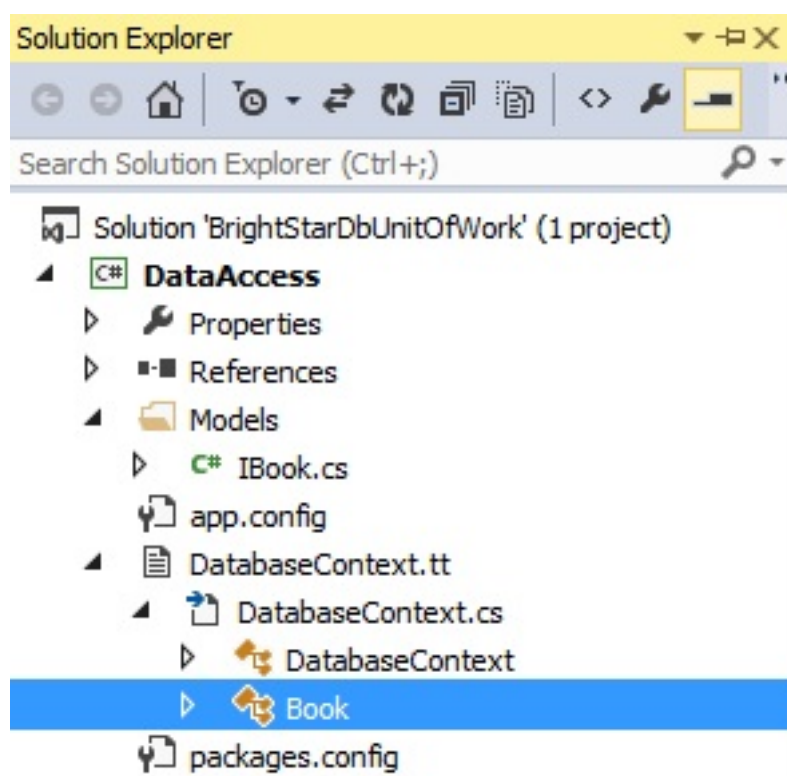 Solution Explorer
Search Solution Explorer (Ctrl+;)
Solution 'BrightStarDbUnitOfWork' (1 project)
C# DataAccess
Properties
References
Models
C# IBook.cs
app.config
DatabaseContext.tt
DatabaseContext.cs
DatabaseContext
Book
packages.config